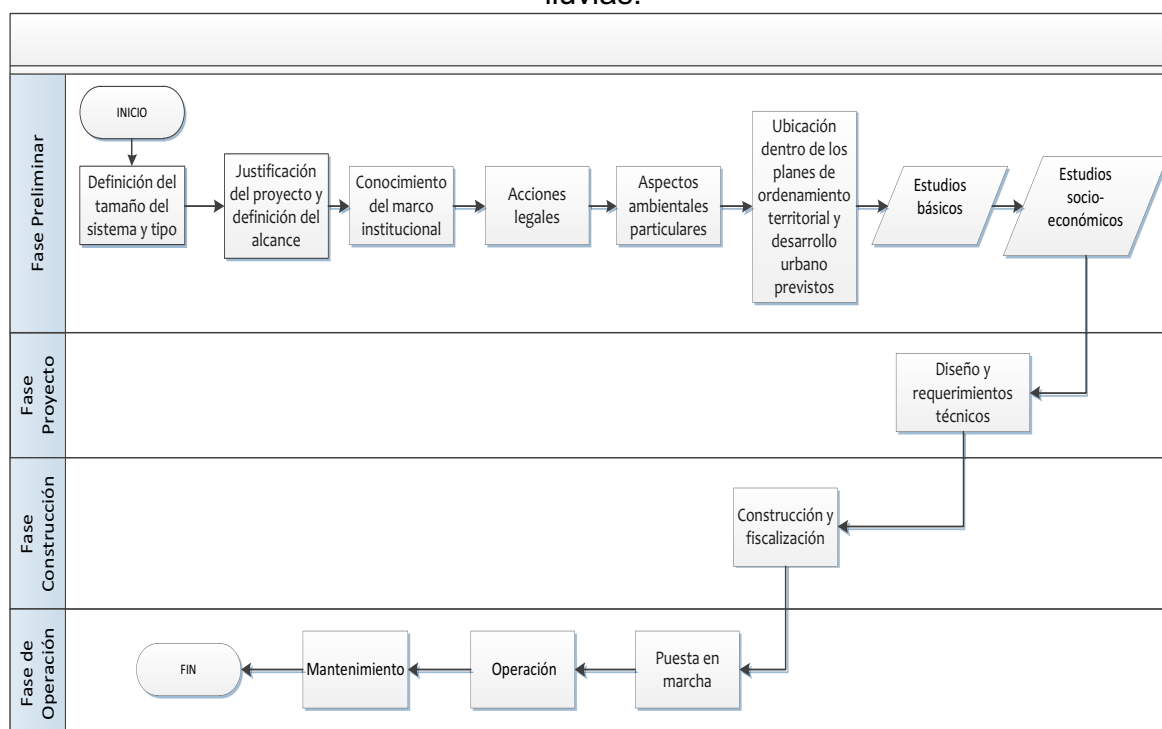 lluvias.
Fase Preliminar
INICIO
Definición del
tamaño del
sistema y tipo
Justificación
del proyecto y
definición del
alcance
Conocimiento
del marco
institucional
Acciones
legales
Aspectos
ambientales
particulares
Ubicación
dentro de los
planes de
ordenamiento
territorial y
desarrollo
urbano
previstos
Estudios
básicos
Estudios
socio-
económicos
Fase
Proyecto
Diseño y
requerimientos
técnicos
Fase
Construcción
Construcción y
fiscalización
Fase de
Operación
FIN
Mantenimiento
Operación
Puesta en
marcha